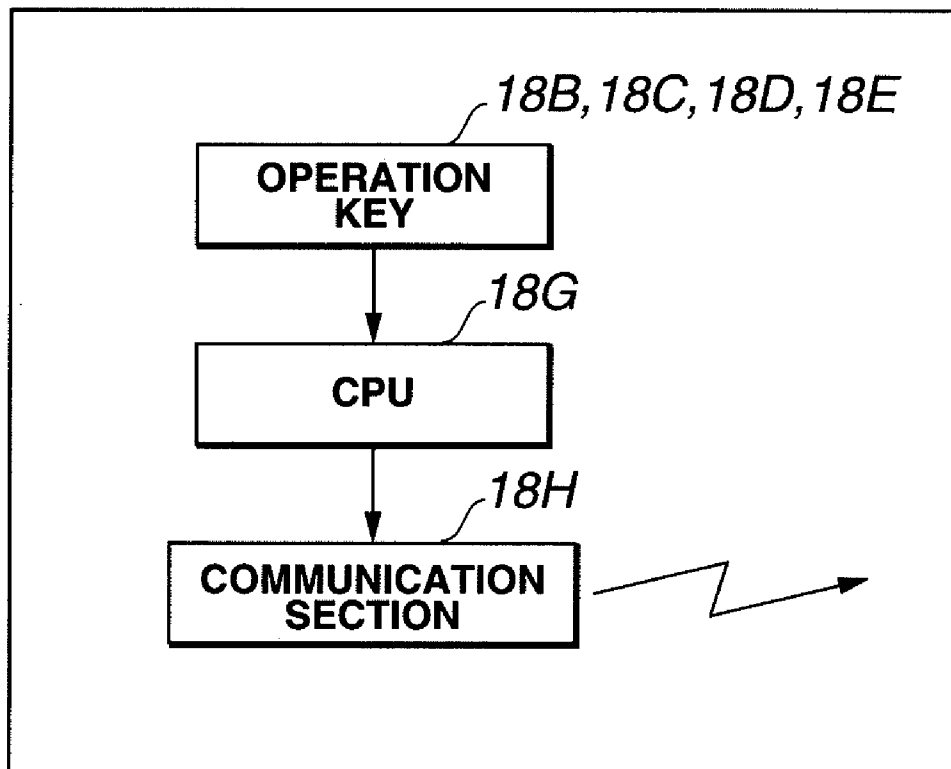 18B, 18C, 18D, 18E
OPERATION
KEY
18G
CPU
18H
COMMUNICATION
SECTION